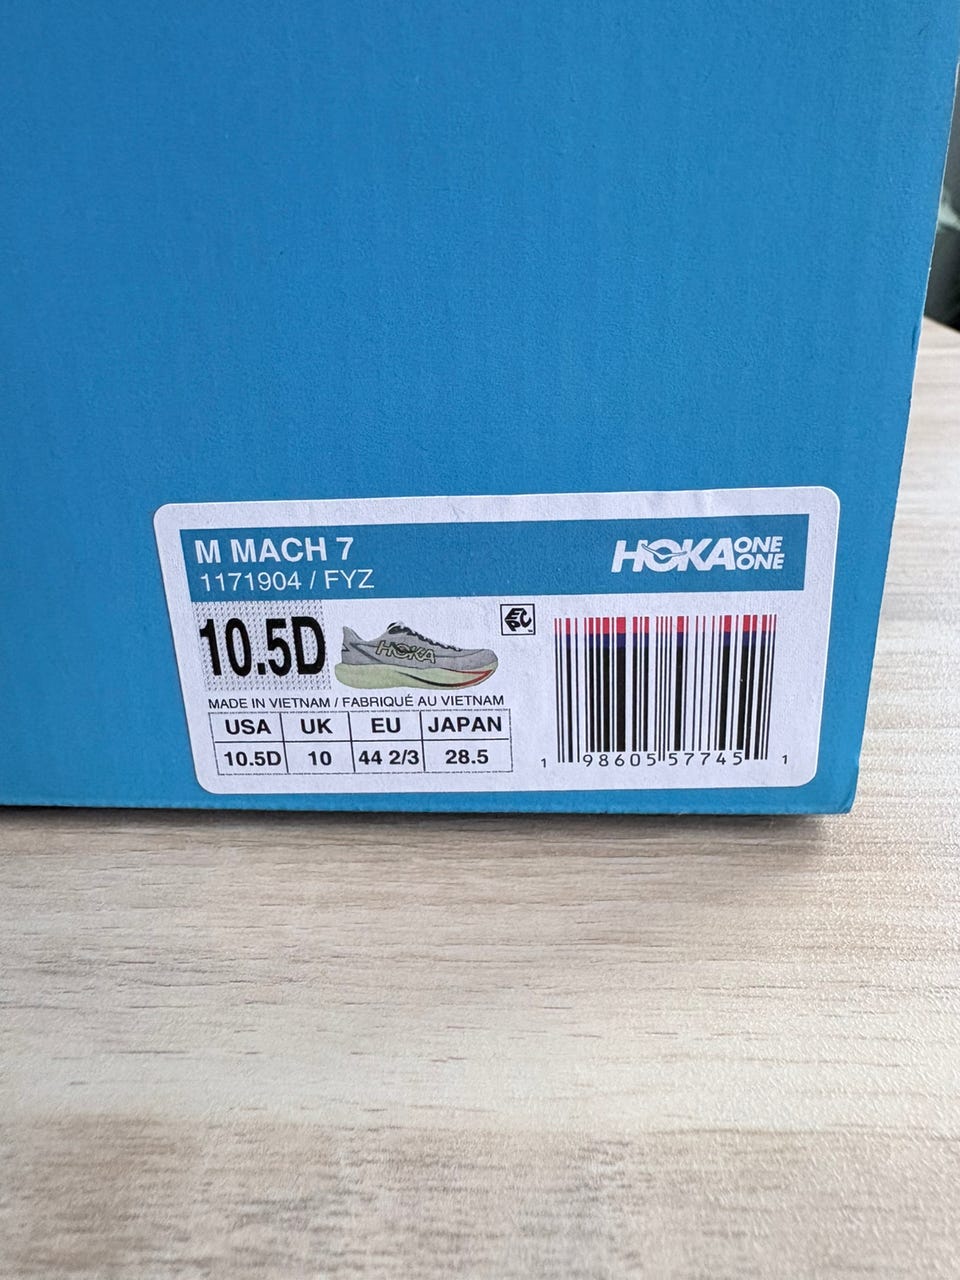 M MACH 7
1171904 / FYZ
HOKA ONE ONE
10.5D
HOKA
EPC
MADE IN VIETNAM / FABRIQUÉ AU VIETNAM
USA UK EU JAPAN
10.5D 10 44 2/3 28.5
1 98605 57745 1